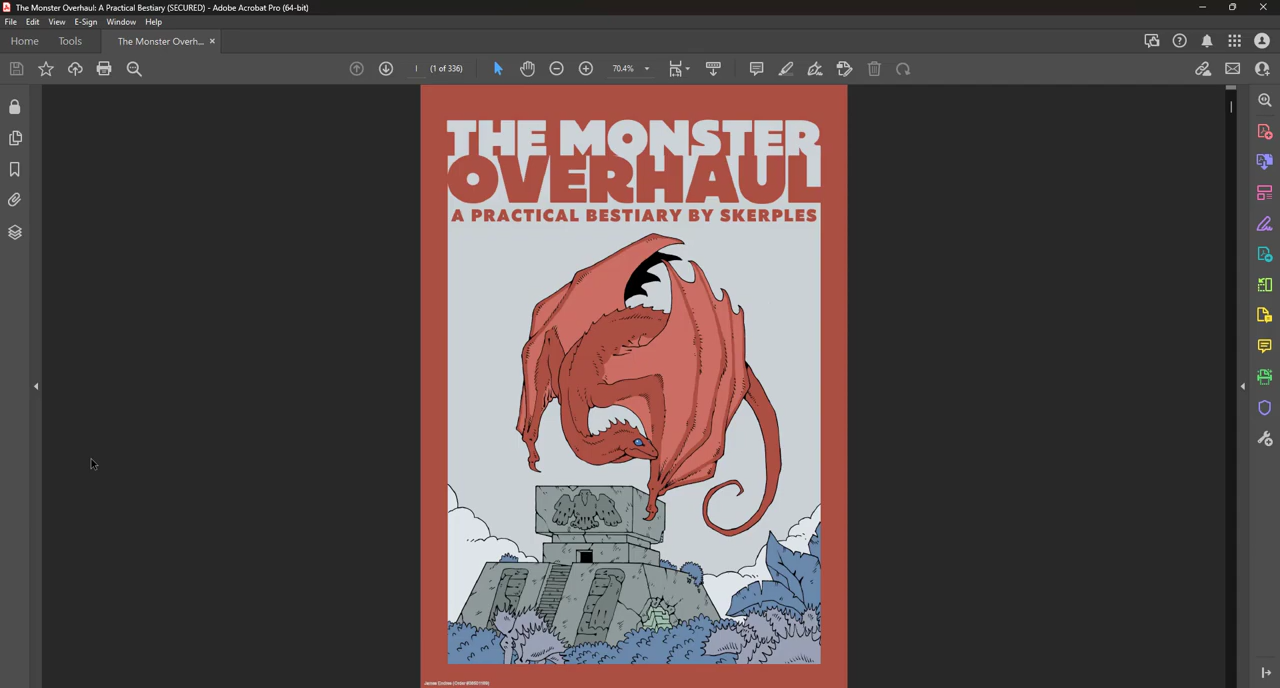 The Monster Overhaul: A Practical Bestiary (SECURED) - Adobe Acrobat Pro (64-bit)
File Edit View E-Sign Window Help
Home Tools The Monster Overh... ×
I (1 of 336) 70.4%
THE MONSTER
OVERHAUL
A PRACTICAL BESTIARY BY SKERPLES